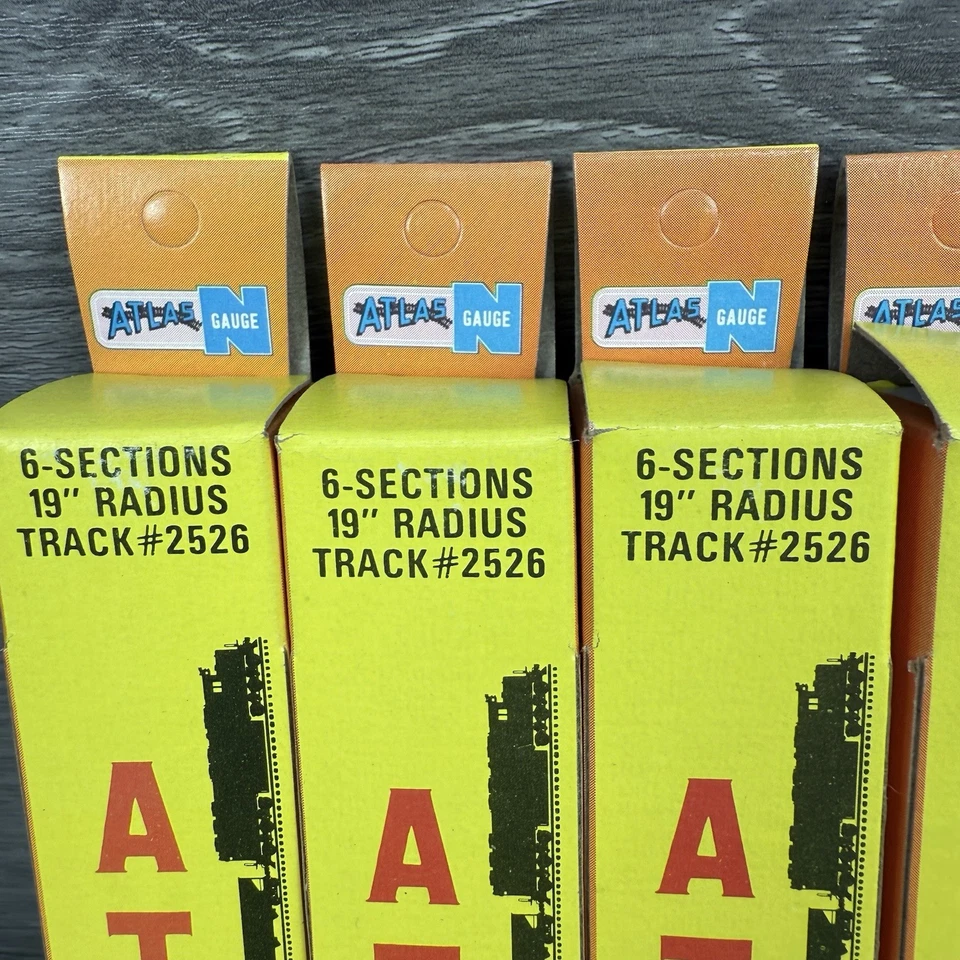 ATLAS N GAUGE
ATLAS N GAUGE
ATLAS N GAUGE
ATLAS
6-SECTIONS
19" RADIUS
TRACK#2526
6-SECTIONS
19" RADIUS
TRACK#2526
6-SECTIONS
19" RADIUS
TRACK#2526
A
T
A
A